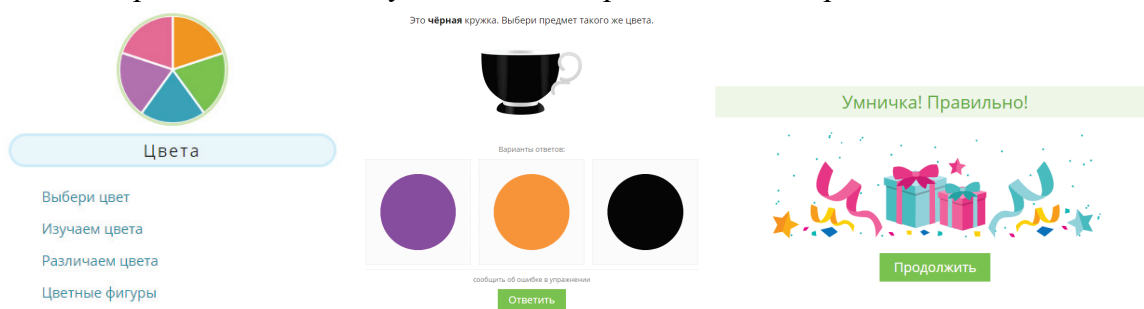 Цвета
Выбери цвет
Изучаем цвета
Различаем цвета
Цветные фигуры
Это чёрная кружка. Выбери предмет такого же цвета.
Варианты ответов:
сообщить об ошибке в упражнении
Ответить
Умничка! Правильно!
Продолжить